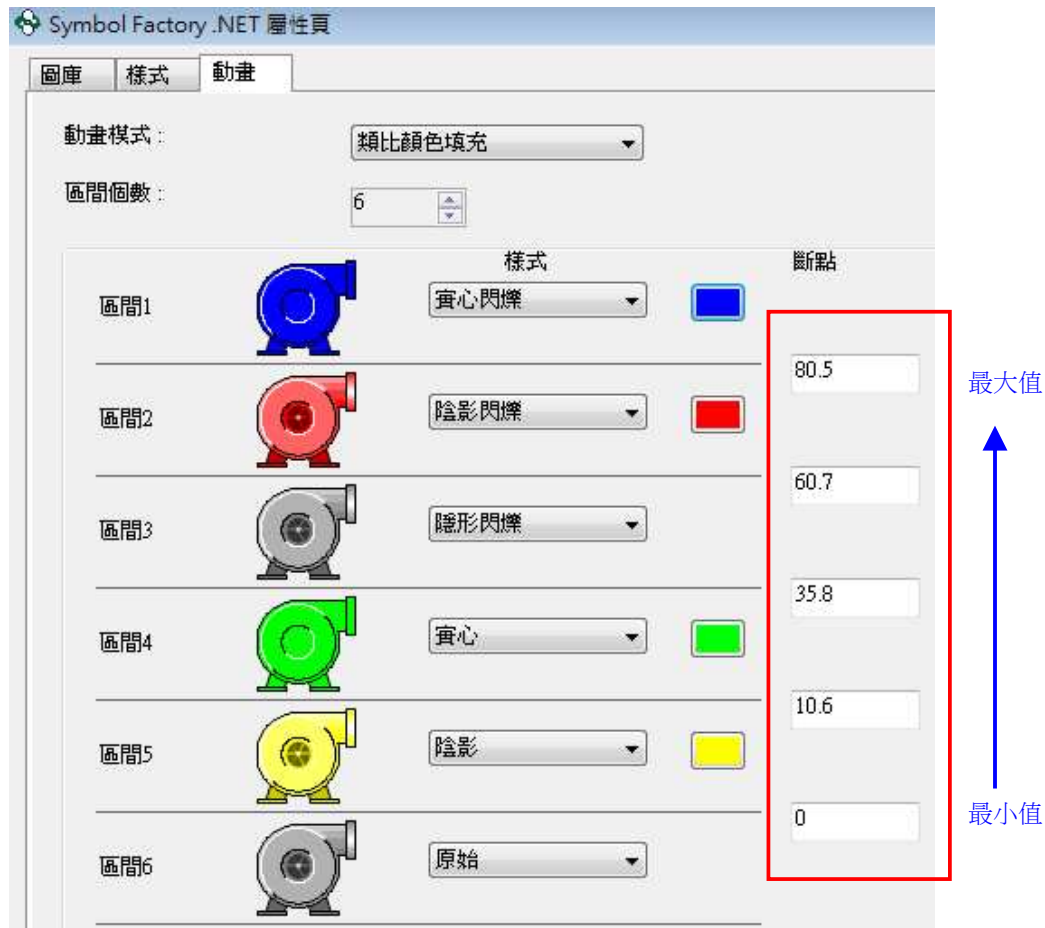 Symbol Factory .NET 屬性頁
圖庫 樣式 動畫
動畫模式 : 類比顏色填充
區間個數 : 6
樣式 斷點
區間1 實心閃爍
80.5
最大值
區間2 陰影閃爍
60.7
區間3 隱形閃爍
35.8
區間4 實心
10.6
區間5 陰影
0
最小值
區間6 原始